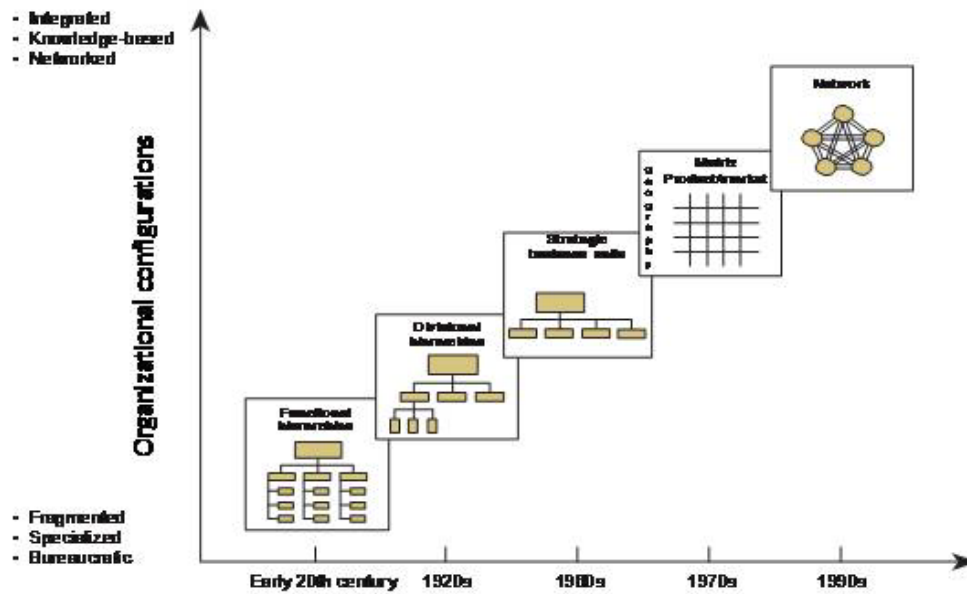 - Integrated
- Knowledge-based
- Networked
Organizational configurations
Network
Matrix
Product/market
Geography
Strategic
business units
Divisional
hierarchies
Functional
hierarchies
- Fragmented
- Specialized
- Bureaucratic
Early 20th century
1920s
1960s
1970s
1990s